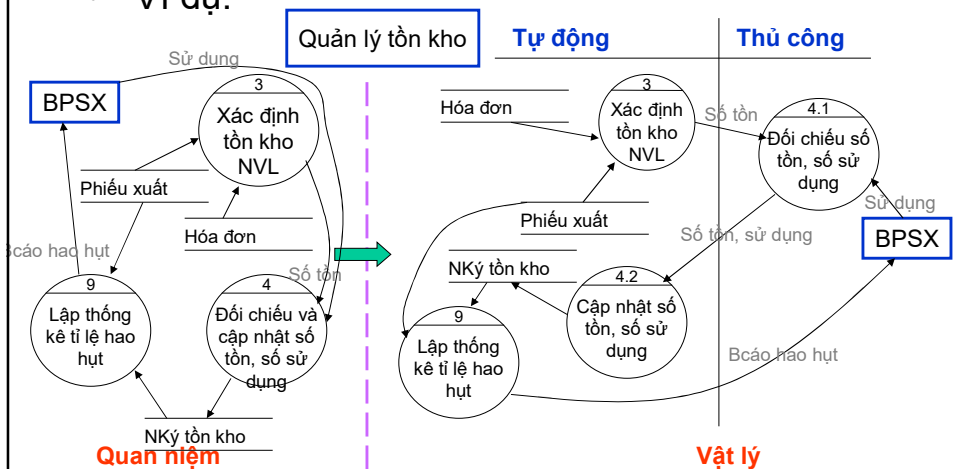 Ví dụ:
Quản lý tồn kho
Tự động
Thủ công
Sử dung
BPSX
3
Xác định
tồn kho
NVL
Phiếu xuất
Hóa đơn
Bcáo hao hụt
Số tồn
9
Lập thống
kê tỉ lệ hao
hụt
4
Đối chiếu và
cập nhật số
tồn, số sử
dụng
NKý tồn kho
Quan niệm
Hóa đơn
3
Xác định
tồn kho
NVL
Số tồn
4.1
Đối chiếu số
tồn, số sử
dụng
Sử dụng
BPSX
Phiếu xuất
Số tồn, sử dụng
NKý tồn kho
4.2
Cập nhật số
tồn, số sử
dụng
9
Lập thống
kê tỉ lệ hao
hụt
Bcáo hao hụt
Vật lý